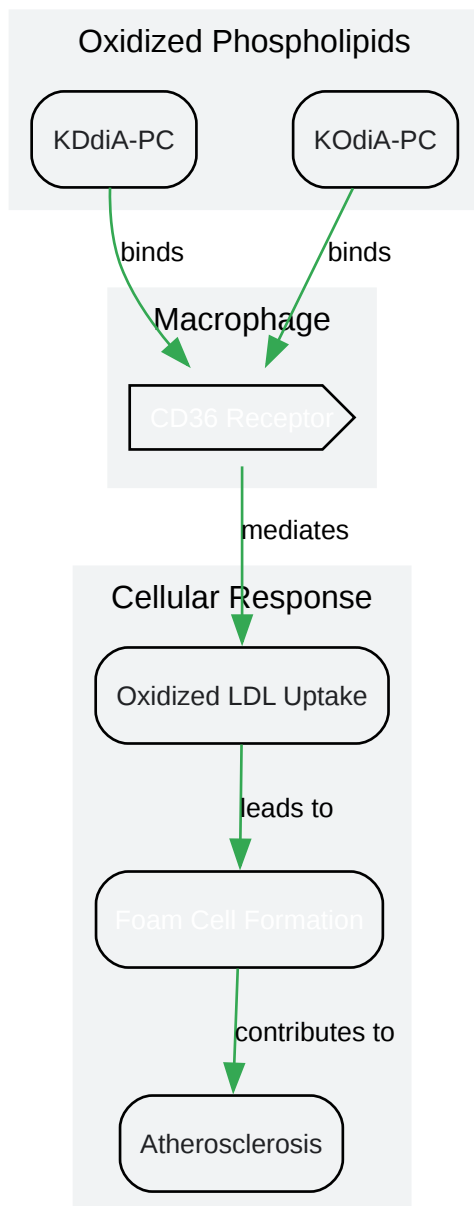 Oxidized Phospholipids
KDdiA-PC
KOdiA-PC
binds
binds
Macrophage
CD36 Receptor
mediates
Cellular Response
Oxidized LDL Uptake
leads to
Foam Cell Formation
contributes to
Atherosclerosis